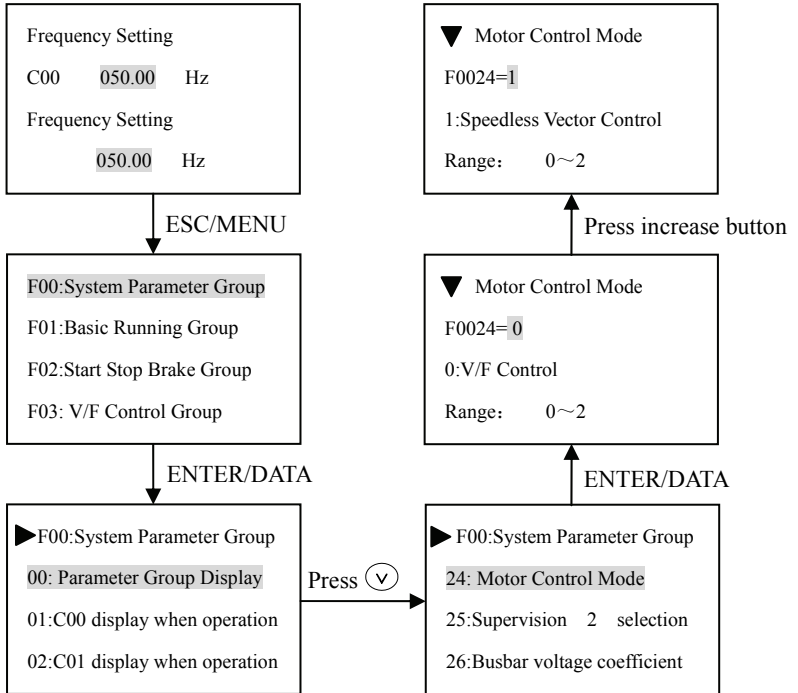 Frequency Setting
C00 050.00 Hz
Frequency Setting
050.00 Hz
ESC/MENU
F00:System Parameter Group
F01:Basic Running Group
F02:Start Stop Brake Group
F03: V/F Control Group
ENTER/DATA
F00:System Parameter Group
00: Parameter Group Display
01:C00 display when operation
02:C01 display when operation
Press
F00:System Parameter Group
24: Motor Control Mode
25:Supervision 2 selection
26:Busbar voltage coefficient
ENTER/DATA
Motor Control Mode
F0024= 0
0:V/F Control
Range： 0～2
Press increase button
Motor Control Mode
F0024=1
1:Speedless Vector Control
Range： 0～2